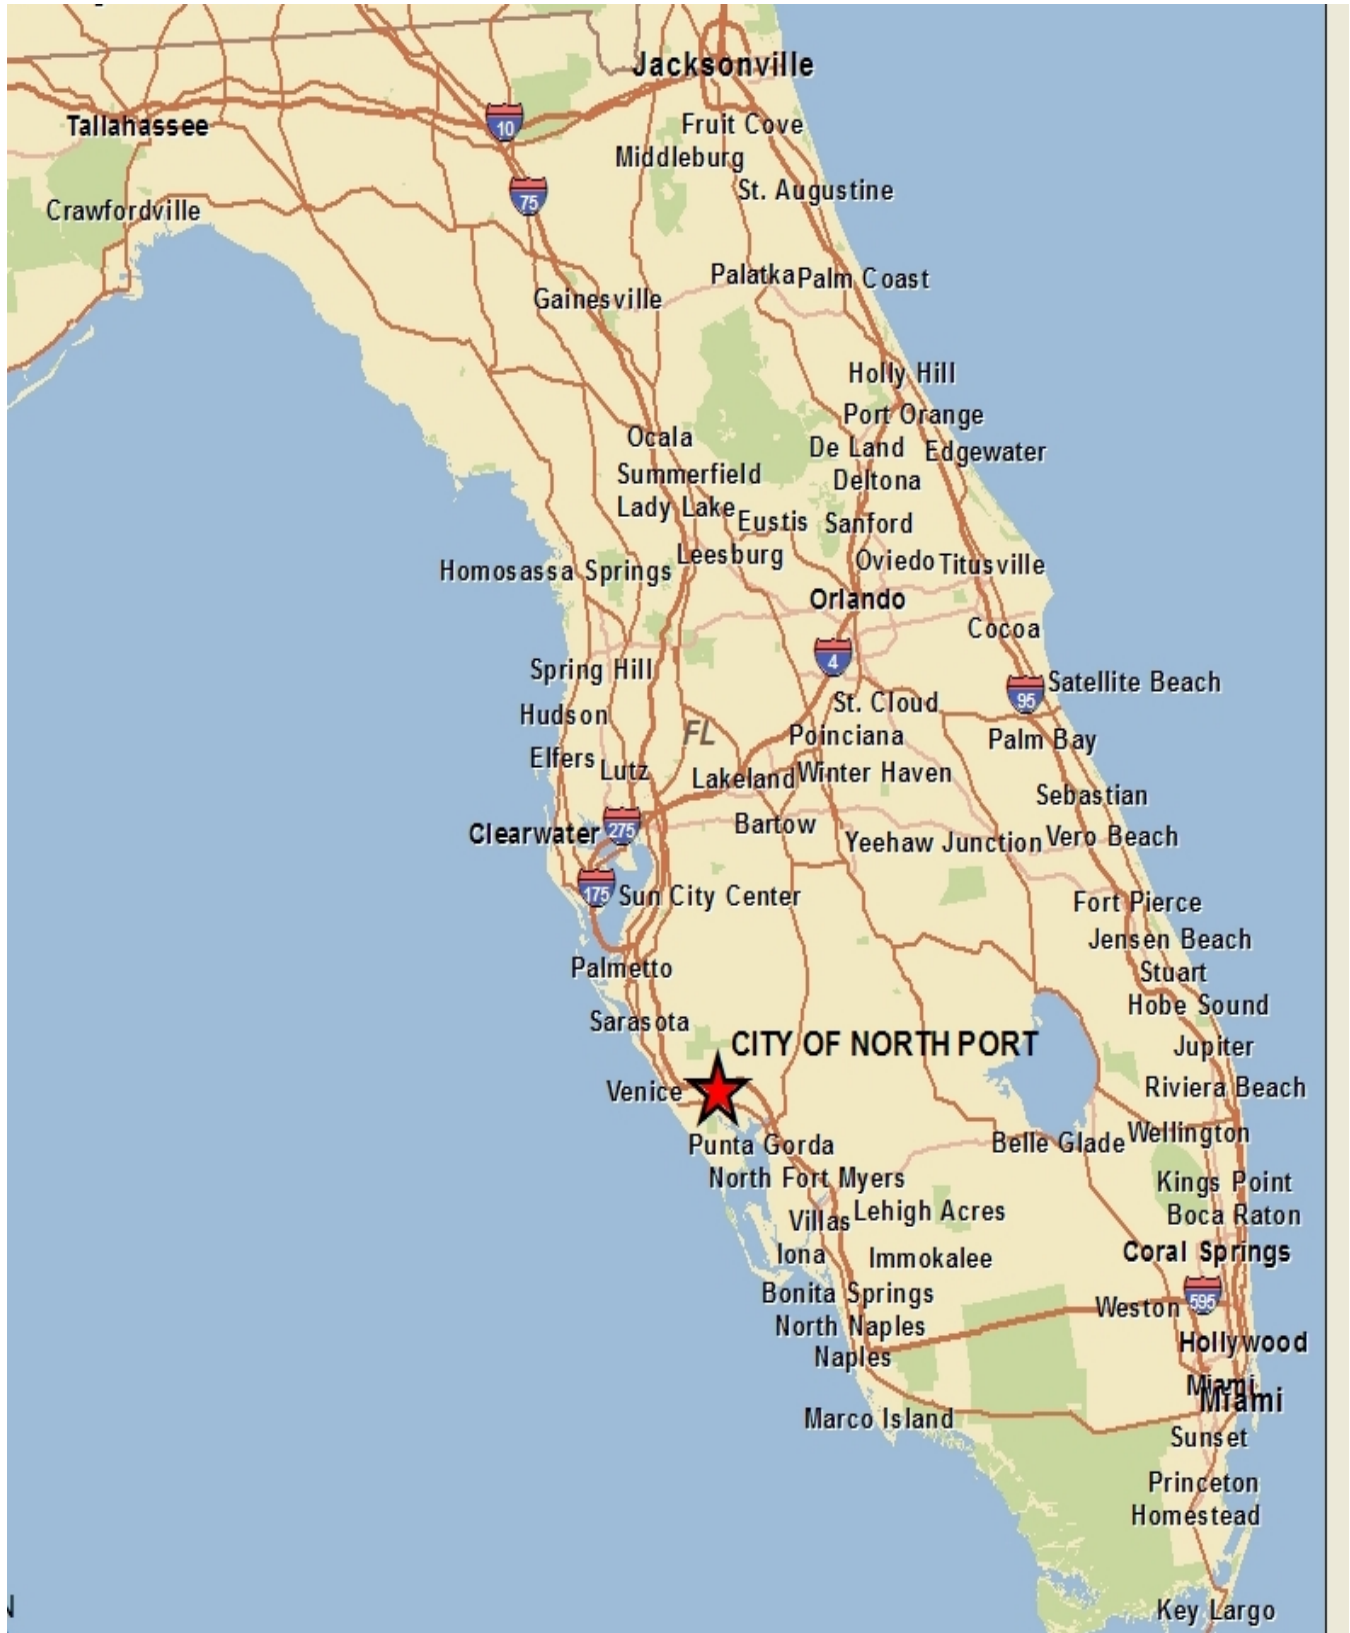 Jacksonville
Tallahassee
10
Fruit Cove
Middleburg
75
St. Augustine
Crawfordville
Palatka
Palm Coast
Gainesville
Holly Hill
Port Orange
Ocala
De Land
Edgewater
Summerfield
Deltona
Lady Lake
Eustis
Sanford
Leesburg
Oviedo
Titusville
Homosassa Springs
Orlando
Cocoa
4
Spring Hill
Satellite Beach
95
St. Cloud
Hudson
FL
Poinciana
Palm Bay
Elfers
Lutz
Lakeland
Winter Haven
Sebastian
Clearwater
275
Bartow
Yeehaw Junction
Vero Beach
175
Sun City Center
Fort Pierce
Jensen Beach
Palmetto
Stuart
Hobe Sound
Sarasota
CITY OF NORTH PORT
Jupiter
Venice
Riviera Beach
Punta Gorda
Belle Glade
Wellington
North Fort Myers
Kings Point
Villas
Lehigh Acres
Boca Raton
Iona
Immokalee
Coral Springs
Bonita Springs
595
Weston
North Naples
Hollywood
Naples
Miami
Miami
Marco Island
Sunset
Princeton
Homestead
Key Largo